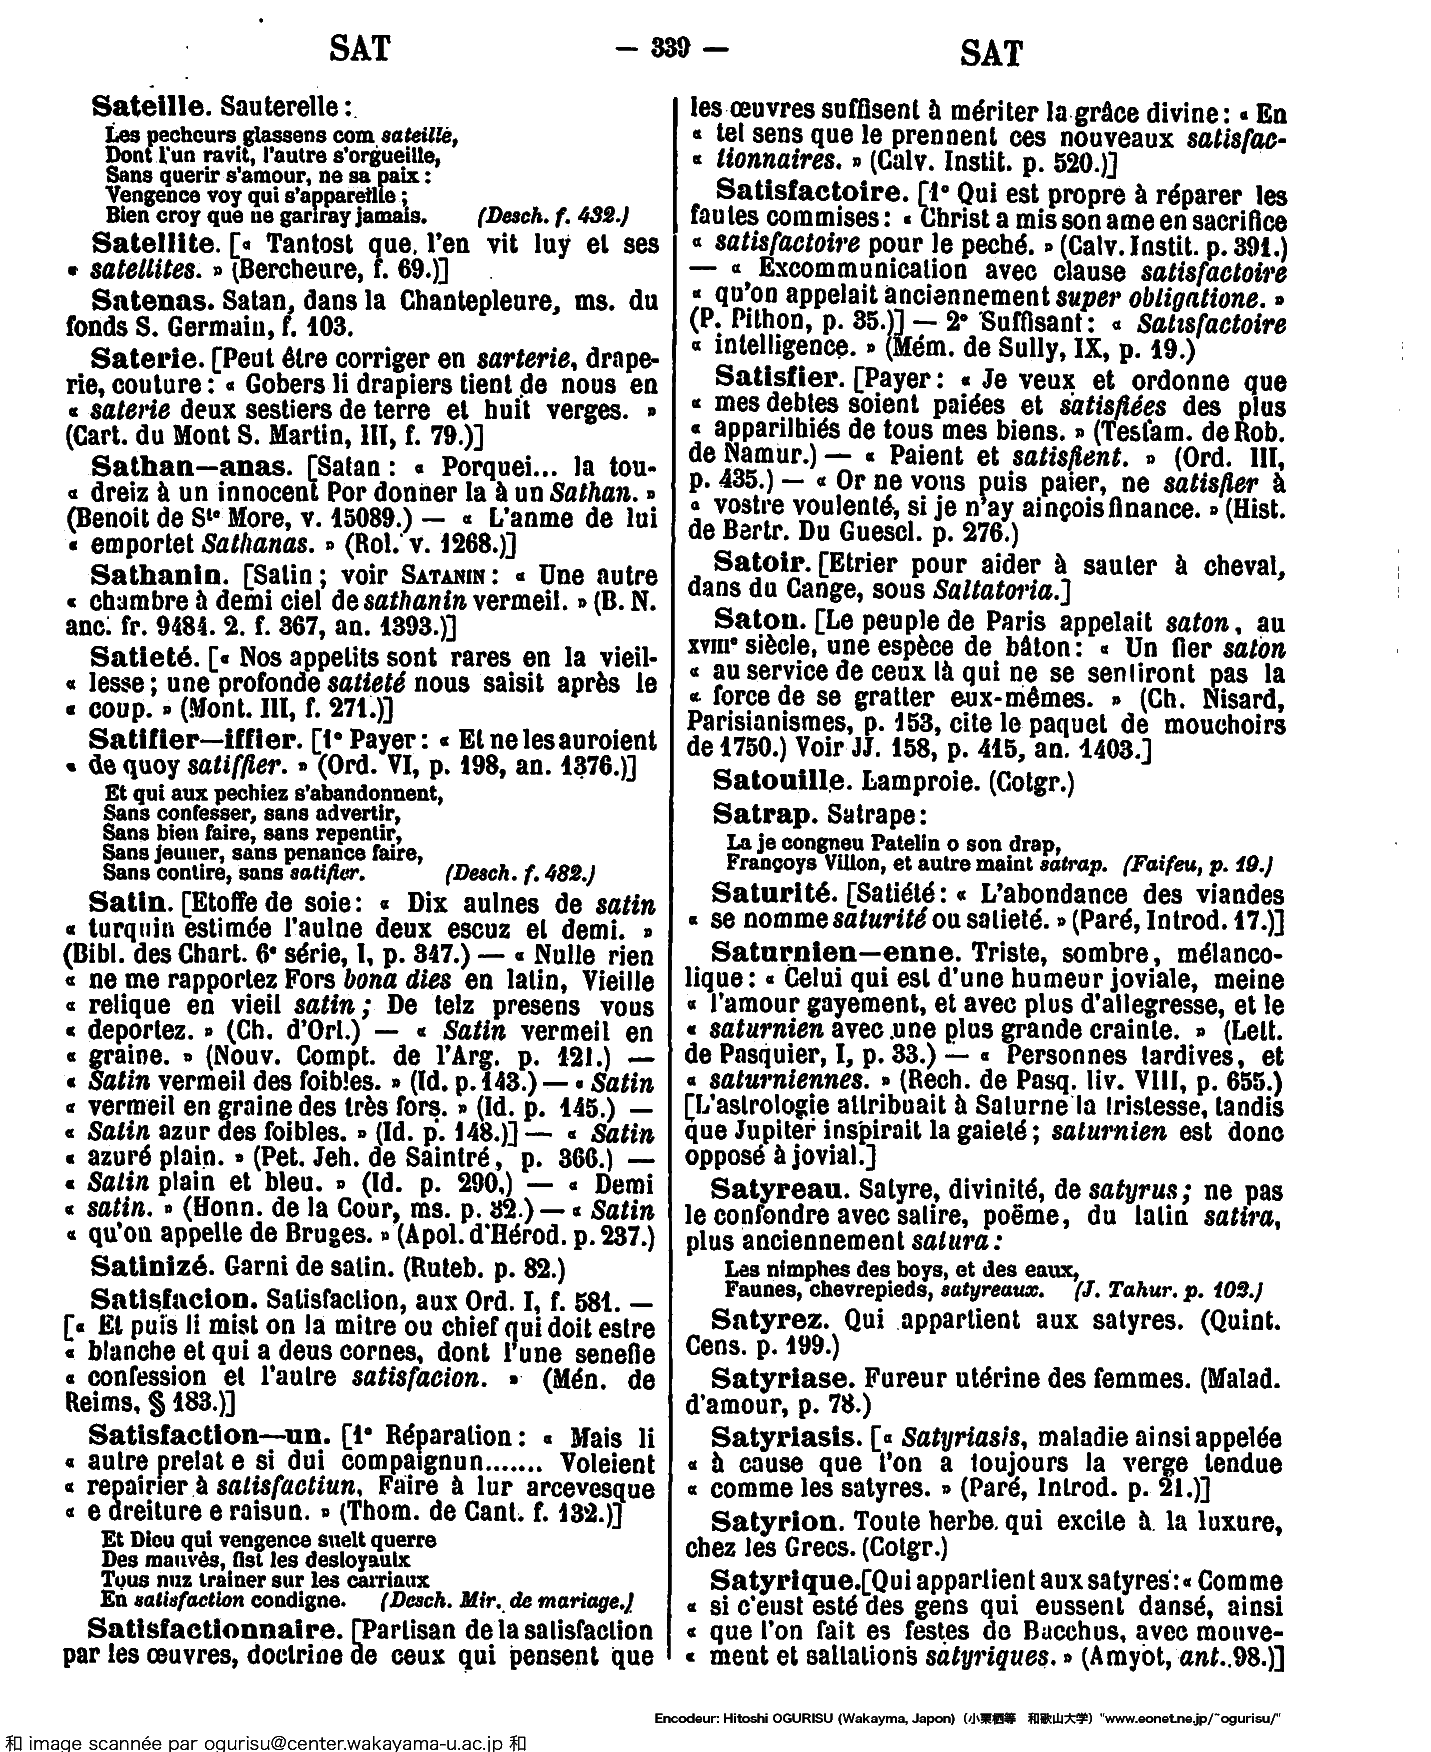 SAT — 339 — SAT
Sateille. Sauterelle :
Les pecheurs glassens com sateille,
Dont l'un ravit, l'autre s'orgueille,
Sans querir s'amour, ne sa paix :
Vengence voy qui s'appareille ;
Bien croy que ne gariray jamais. (Desch. f. 432.)
Satellite. [« Tantost que l'en vit luy et ses
« satellites. » (Bercheure, f. 69.)]
Satenas. Satan, dans la Chantepleure, ms. du
fonds S. Germain, f. 103.
Saterie. [Peut être corriger en sarterie, drape-
rie, couture : « Gobers li drapiers tient de nous en
« saterie deux sestiers de terre et huit verges. »
(Cart. du Mont S. Martin, III, f. 79.)]
Sathan—anas. [Satan : « Porquei... la tou-
« dreiz à un innocent Por donner la à un Sathan. »
(Benoit de Ste More, v. 15089.) — « L'anme de lui
« emportet Sathanas. » (Rol. v. 1268.)]
Sathanin. [Satin ; voir SATANIN : « Une autre
« chambre à demi ciel de sathanin vermeil. » (B. N.
anc. fr. 9484. 2. f. 367, an. 1393.)]
Satieté. [« Nos appetits sont rares en la vieil-
« lesse ; une profonde satieté nous saisit après le
« coup. » (Mont. III, f. 271.)]
Satifier—iffier. [1° Payer : « Et ne les auroient
« de quoy satiffier. » (Ord. VI, p. 198, an. 1376.)]
Et qui aux pechiez s'abandonnent,
Sans confesser, sans advertir,
Sans bien faire, sans repentir,
Sans jeuner, sans penance faire,
Sans contire, sans satifier. (Desch. f. 482.)
Satin. [Etoffe de soie : « Dix aulnes de satin
« turquin estimée l'aulne deux escuz et demi. »
(Bibl. des Chart. 6e série, I, p. 347.) — « Nulle rien
« ne me rapportez Fors bona dies en latin, Vieille
« relique en vieil satin ; De telz presens vous
« deportez. » (Ch. d'Orl.) — « Satin vermeil en
« graine. » (Nouv. Compt. de l'Arg. p. 121.) —
« Satin vermeil des foibles. » (Id. p. 143.) — « Satin
« vermeil en graine des très fors. » (Id. p. 145.) —
« Satin azur des foibles. » (Id. p. 148.)] — « Satin
« azuré plain. » (Pet. Jeh. de Saintré, p. 366.) —
« Satin plain et bleu. » (Id. p. 290,) — « Demi
« satin. » (Honn. de la Cour, ms. p. 32.) — « Satin
« qu'on appelle de Bruges. » (Apol. d'Hérod. p. 237.)
Satinizé. Garni de satin. (Ruteb. p. 82.)
Satisfacion. Satisfaction, aux Ord. I, f. 581. —
[« Et puis li mist on la mitre ou chief qui doit estre
« blanche et qui a deus cornes, dont l'une senefie
« confession et l'autre satisfacion. » (Mén. de
Reims, § 183.)]
Satisfaction—un. [1° Réparation : « Mais li
« autre prelat e si dui compaignun....... Voleient
« repairier à satisfactiun, Faire à lur arcevesque
« e dreiture e raisun. » (Thom. de Cant. f. 132.)]
Et Dieu qui vengence suelt querre
Des mauvès, fist les desloyaulx
Tous nuz trainer sur les carriaux
En satisfaction condigne. (Desch. Mir. de mariage.)
Satisfactionnaire. [Partisan de la satisfaction
par les œuvres, doctrine de ceux qui pensent que
les œuvres suffisent à mériter la grâce divine : « En
« tel sens que le prennent ces nouveaux satisfac-
« tionnaires. » (Calv. Instit. p. 520.)]
Satisfactoire. [1° Qui est propre à réparer les
fautes commises : « Christ a mis son ame en sacrifice
« satisfactoire pour le peché. » (Calv. Instit. p. 391.)
— « Excommunication avec clause satisfactoire
« qu'on appelait anciennement super obligatione. »
(P. Pithon, p. 35.)] — 2° Suffisant : « Satisfactoire
« intelligence. » (Mém. de Sully, IX, p. 19.)
Satisfier. [Payer : « Je veux et ordonne que
« mes debtes soient paiées et satisfiées des plus
« apparilhiés de tous mes biens. » (Testam. de Rob.
de Namur.) — « Paient et satisfient. » (Ord. III,
p. 435.) — « Or ne vous puis paier, ne satisfier à
« vostre voulenté, si je n'ay ainçois finance. » (Hist.
de Bertr. Du Guescl. p. 276.)
Satoir. [Etrier pour aider à sauter à cheval,
dans du Cange, sous Saltatoria.]
Saton. [Le peuple de Paris appelait saton, au
XVIIIe siècle, une espèce de bâton : « Un fier saton
« au service de ceux là qui ne se sentiront pas la
« force de se gratter eux-mêmes. » (Ch. Nisard,
Parisianismes, p. 153, cite le paquet de mouchoirs
de 1750.) Voir JJ. 158, p. 415, an. 1403.]
Satouille. Lamproie. (Cotgr.)
Satrap. Satrape :
La je congneu Patelin o son drap,
Françoys Villon, et autre maint satrap. (Faifeu, p. 19.)
Saturité. [Satiété : « L'abondance des viandes
« se nomme saturité ou satieté. » (Paré, Introd. 17.)]
Saturnien—enne. Triste, sombre, mélanco-
lique : « Celui qui est d'une humeur joviale, meine
« l'amour gayement, et avec plus d'allegresse, et le
« saturnien avec une plus grande crainte. » (Lett.
de Pasquier, I, p. 33.) — « Personnes tardives, et
« saturniennes. » (Rech. de Pasq. liv. VIII, p. 655.)
[L'astrologie attribuait à Saturne la tristesse, tandis
que Jupiter inspirait la gaieté ; saturnien est donc
opposé à jovial.]
Satyreau. Satyre, divinité, de satyrus ; ne pas
le confondre avec satire, poëme, du latin satira,
plus anciennement satura :
Les nimphes des boys, et des eaux,
Faunes, chevrepieds, satyreaux. (J. Tahur. p. 102.)
Satyrez. Qui appartient aux satyres. (Quint.
Cens. p. 199.)
Satyriase. Fureur utérine des femmes. (Malad.
d'amour, p. 78.)
Satyriasis. [« Satyriasis, maladie ainsi appelée
« à cause que l'on a toujours la verge tendue
« comme les satyres. » (Paré, Introd. p. 21.)]
Satyrion. Toute herbe qui excite à la luxure,
chez les Grecs. (Cotgr.)
Satyrique. [Qui appartient aux satyres : « Comme
« si c'eust esté des gens qui eussent dansé, ainsi
« que l'on fait es festes de Bacchus, avec mouve-
« ment et saltations satyriques. » (Amyot, ant. 98.)]
Encodeur: Hitoshi OGURISU (Wakayma, Japon) (小栗栖等 和歌山大学) "www.eonet.ne.jp/~ogurisu/"
和 image scannée par ogurisu@center.wakayama-u.ac.jp 和